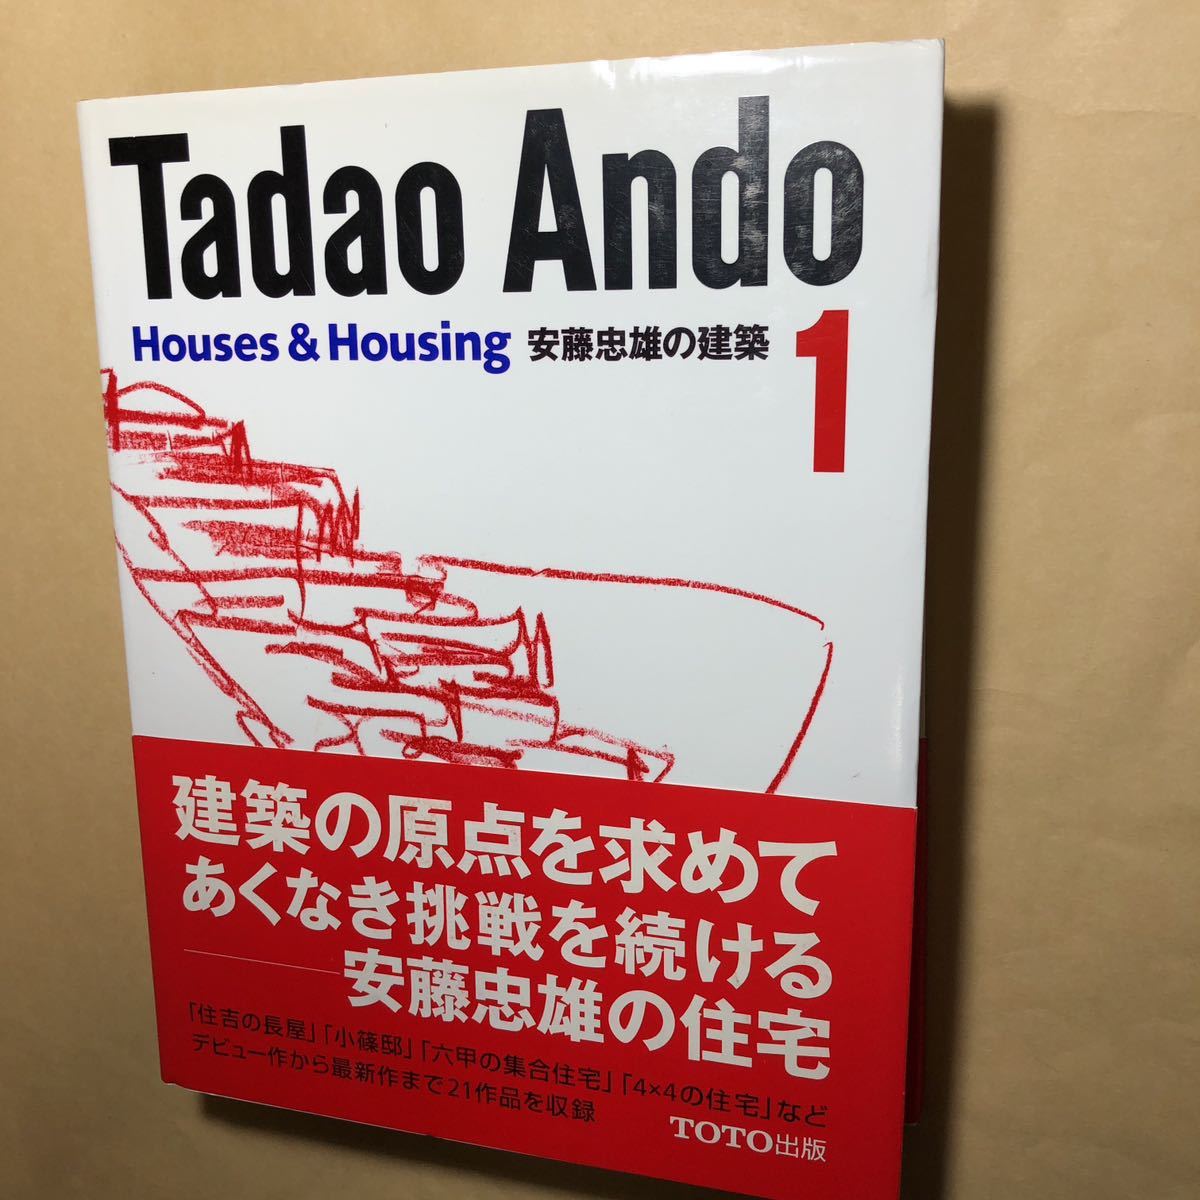 Tadao Ando
Houses & Housing 安藤忠雄の建築 1
建築の原点を求めて
あくなき挑戦を続ける
安藤忠雄の住宅
「住吉の長屋」「小篠邸」「六甲の集合住宅」「4×4の住宅」など
デビュー作から最新作まで21作品を収録
TOTO出版